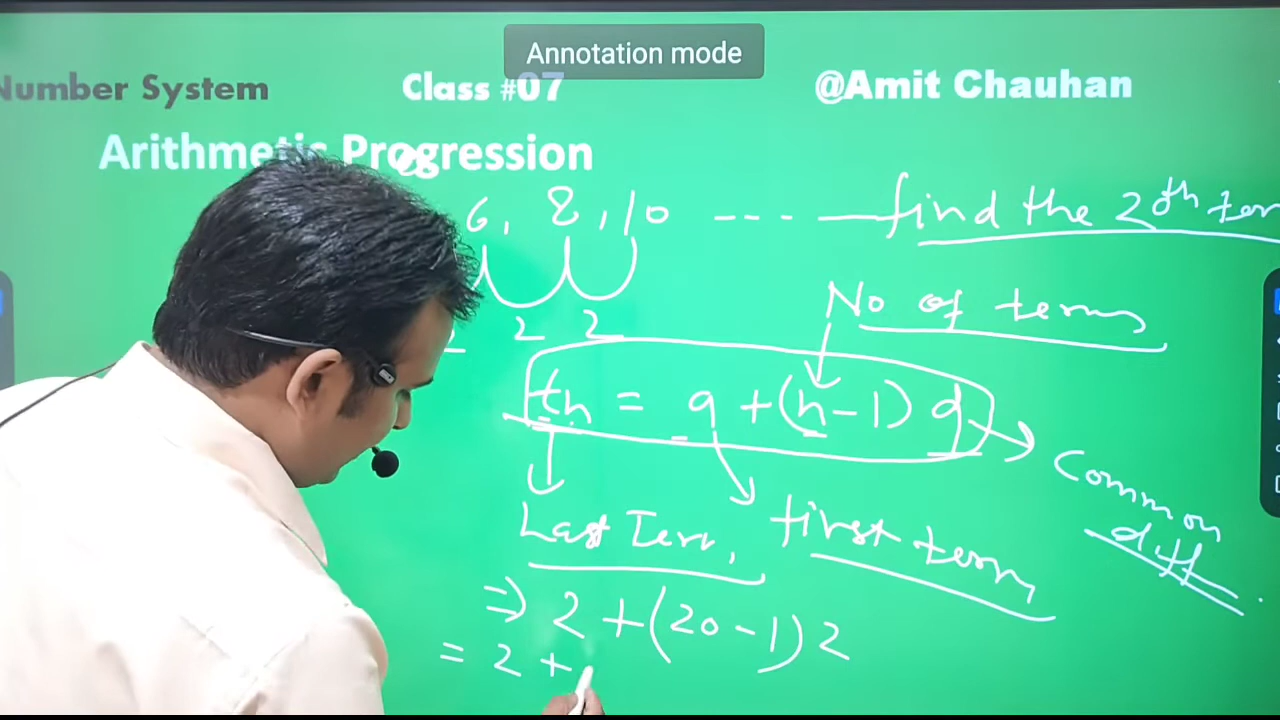 Annotation mode
Number System Class #07 @Amit Chauhan
Arithmetic Progression
6, 8, 10 ---- — find the 20th term
2 2
No of terms
tn = a + (n-1) d
Common diff
Last Term, first term
⇒ 2 + (20-1) 2
= 2 +